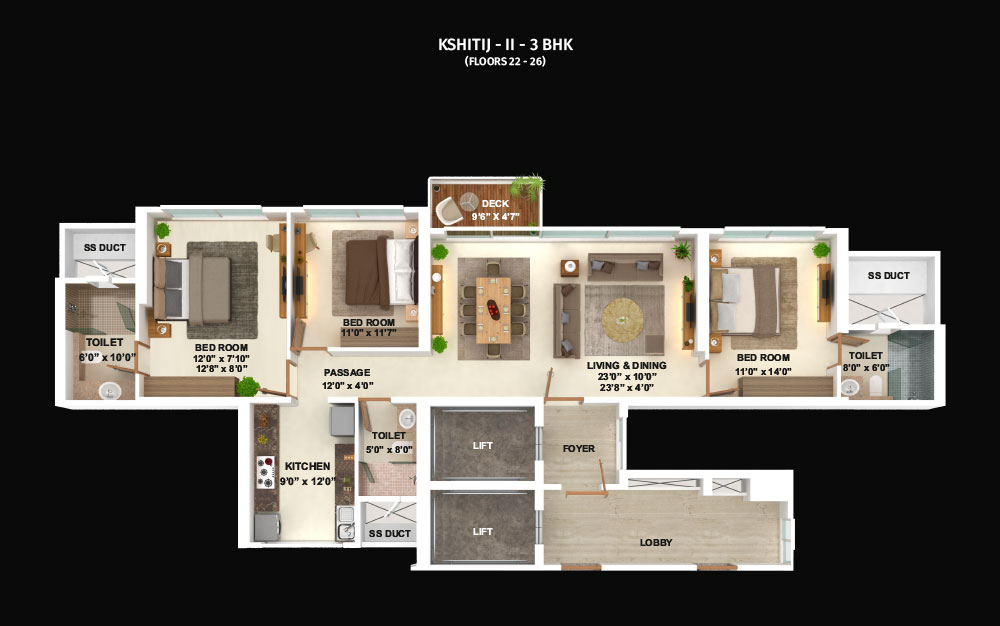 KSHITIJ - II - 3 BHK
(FLOORS 22 - 26)
DECK
9'6" X 4'7"
SS DUCT
BED ROOM
12'0" x 7'10"
12'8" x 8'0"
BED ROOM
11'0" x 11'7"
TOILET
6'0" x 10'0"
PASSAGE
12'0" x 4'0"
LIVING & DINING
23'0" x 10'0"
23'8" x 4'0"
BED ROOM
11'0" x 14'0"
SS DUCT
TOILET
8'0" x 6'0"
KITCHEN
9'0" x 12'0"
TOILET
5'0" x 8'0"
SS DUCT
LIFT
LIFT
FOYER
LOBBY